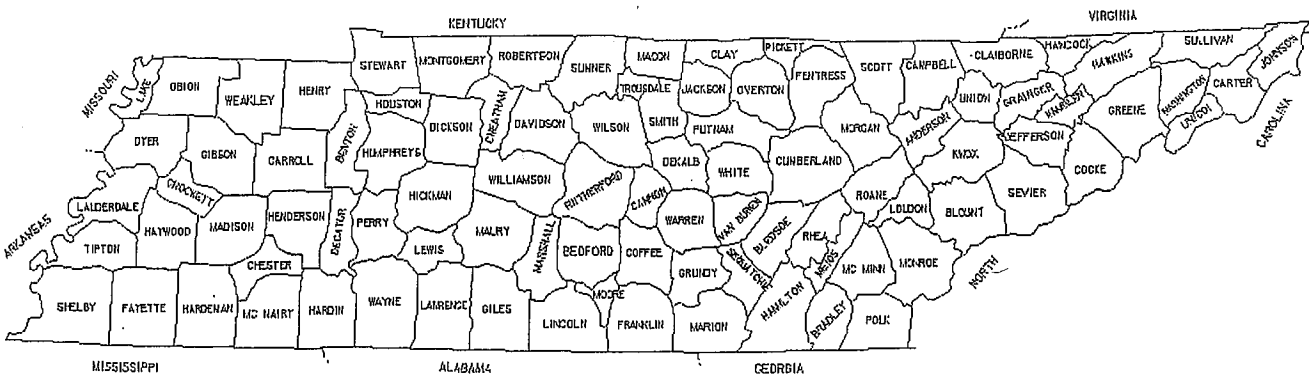 KENTUCKY
VIRGINIA
MISSOURI
LAKE
OBION
WEAKLEY
HENRY
STEWART
MONTGOMERY
ROBERTSON
SUMNER
MACON
CLAY
PICKETT
FENTRESS
SCOTT
CAMPBELL
CLAIBORNE
HANCOCK
HAWKINS
SULLIVAN
JOHNSON
CARTER
WASHINGTON
UNICOI
GREENE
HAMBLEN
GRAINGER
UNION
TROUSDALE
JACKSON
OVERTON
HOUSTON
DICKSON
CHEATHAM
DAVIDSON
WILSON
SMITH
PUTNAM
MORGAN
ANDERSON
KNOX
JEFFERSON
COCKE
CAROLINA
DYER
GIBSON
CARROLL
BENTON
HUMPHREYS
WILLIAMSON
RUTHERFORD
CANNON
DEKALB
WHITE
CUMBERLAND
ROANE
LOUDON
BLOUNT
SEVIER
ARKANSAS
LAUDERDALE
CROCKETT
HAYWOOD
MADISON
HENDERSON
DECATUR
PERRY
HICKMAN
LEWIS
MALRY
MARSHALL
BEDFORD
COFFEE
WARREN
VAN BUREN
BLEDSOE
RHEA
MEIGS
MC MINN
MONROE
NORTH
TIPTON
CHESTER
GRUNDY
SEQUATCHIE
HAMILTON
SHELBY
FAYETTE
HARDEMAN
MC NAIRY
HARDIN
WAYNE
LAWRENCE
GILES
LINCOLN
MOORE
FRANKLIN
MARION
BRADLEY
POLK
MISSISSIPPI
ALABAMA
GEORGIA